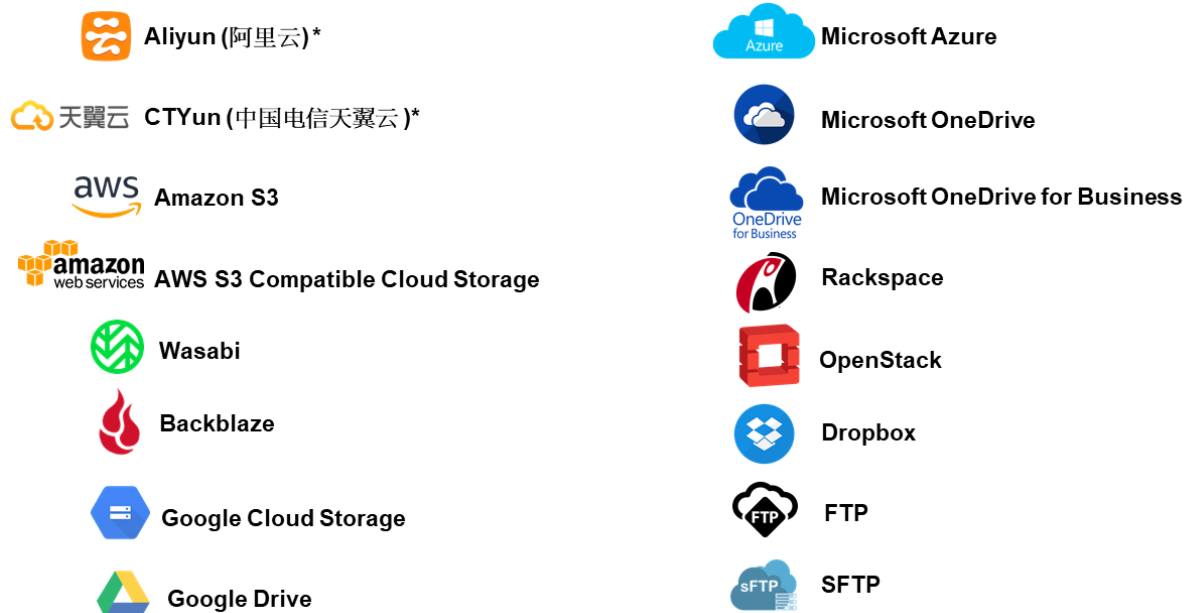 Aliyun (阿里云)*
天翼云 CTYun (中国电信天翼云)*
aws Amazon S3
amazon
web services
AWS S3 Compatible Cloud Storage
Wasabi
Backblaze
Google Cloud Storage
Google Drive
Azure Microsoft Azure
Microsoft OneDrive
Microsoft OneDrive for Business
OneDrive
for Business
Rackspace
OpenStack
Dropbox
FTP FTP
sFTP SFTP